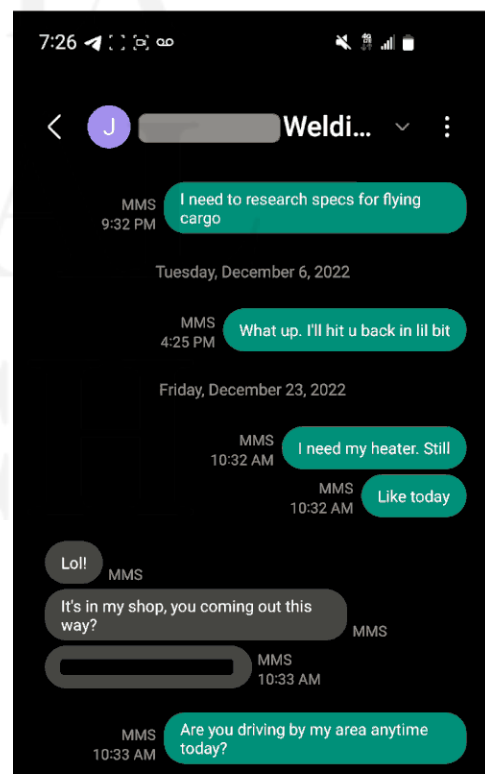 7:26
J Weldi...
MMS
9:32 PM
I need to research specs for flying
cargo
Tuesday, December 6, 2022
MMS
4:25 PM
What up. I'll hit u back in lil bit
Friday, December 23, 2022
MMS
10:32 AM
I need my heater. Still
MMS
10:32 AM
Like today
Lol!
MMS
It's in my shop, you coming out this
way?
MMS
MMS
10:33 AM
MMS
10:33 AM
Are you driving by my area anytime
today?